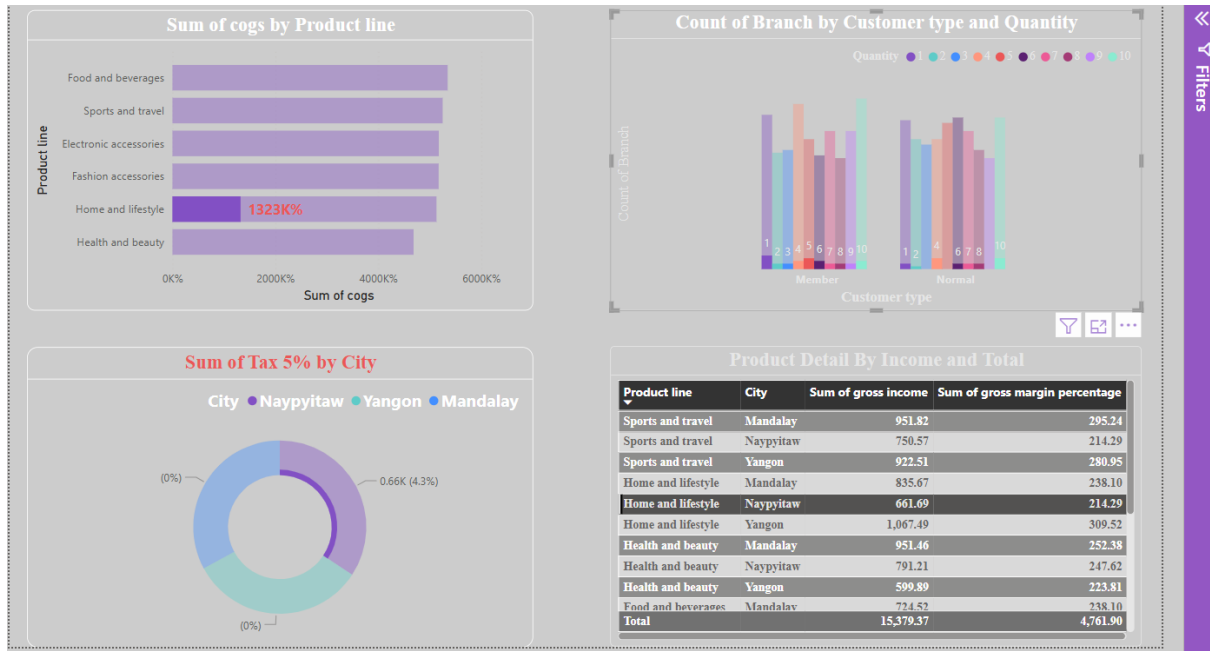 Sum of cogs by Product line
Product line
Food and beverages
Sports and travel
Electronic accessories
Fashion accessories
Home and lifestyle
1323K%
Health and beauty
0K% 2000K% 4000K% 6000K%
Sum of cogs
Count of Branch by Customer type and Quantity
Quantity 1 2 3 4 5 6 7 8 9 10
Count of Branch
1 2 3 4 5 6 7 8 9 10
1 2 4 6 7 8 10
Member Normal
Customer type
Filters
Sum of Tax 5% by City
City Naypyitaw Yangon Mandalay
(0%)
0.66K (4.3%)
(0%)
Product Detail By Income and Total
Product line City Sum of gross income Sum of gross margin percentage
Sports and travel Mandalay 951.82 295.24
Sports and travel Naypyitaw 750.57 214.29
Sports and travel Yangon 922.51 280.95
Home and lifestyle Mandalay 835.67 238.10
Home and lifestyle Naypyitaw 661.69 214.29
Home and lifestyle Yangon 1,067.49 309.52
Health and beauty Mandalay 951.46 252.38
Health and beauty Naypyitaw 791.21 247.62
Health and beauty Yangon 599.89 223.81
Food and beverages Mandalay 724.52 238.10
Total 15,379.37 4,761.90